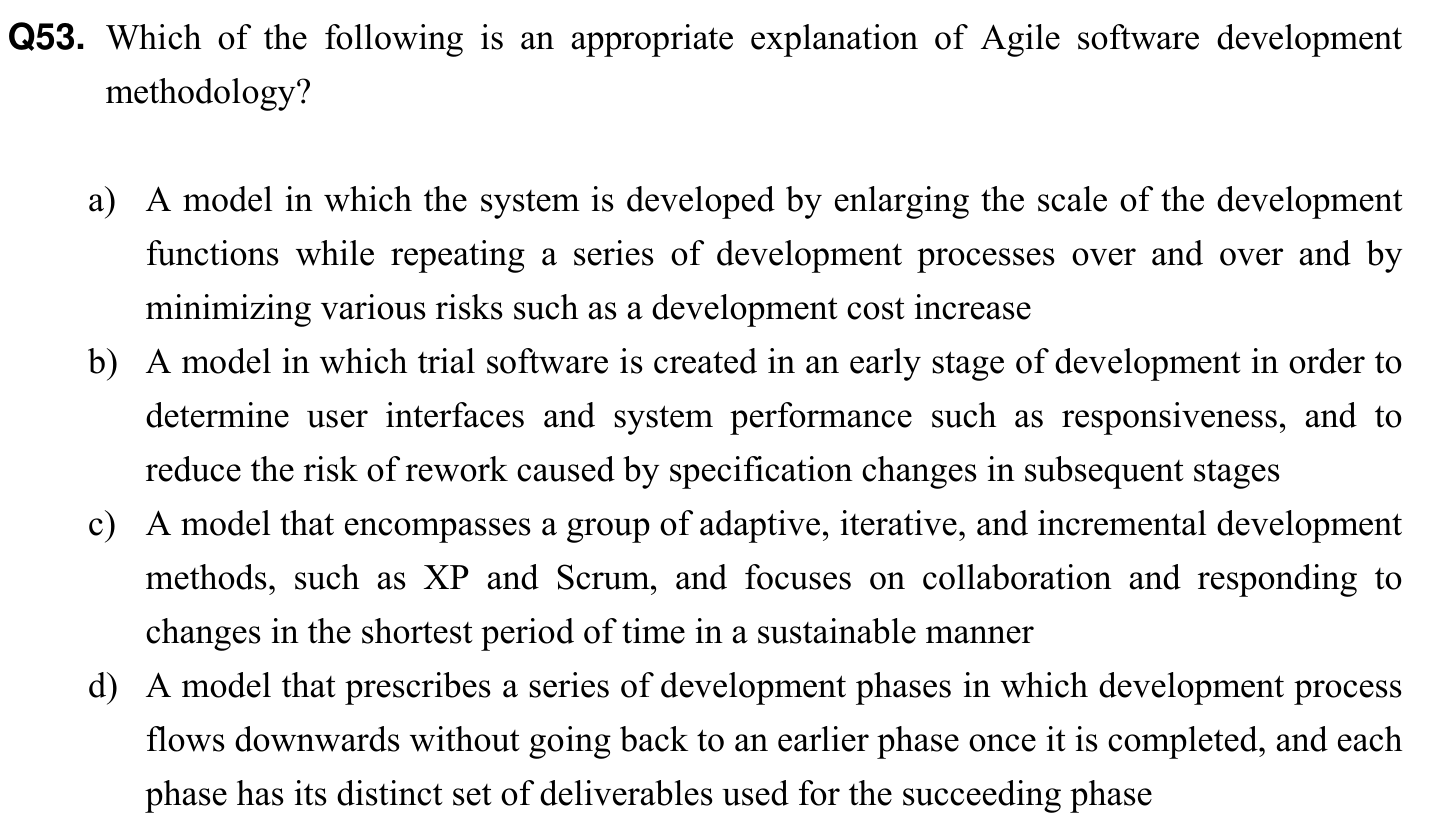 Q53. Which of the following is an appropriate explanation of Agile software development
methodology?
a) A model in which the system is developed by enlarging the scale of the development
functions while repeating a series of development processes over and over and by
minimizing various risks such as a development cost increase
b) A model in which trial software is created in an early stage of development in order to
determine user interfaces and system performance such as responsiveness, and to
reduce the risk of rework caused by specification changes in subsequent stages
c) A model that encompasses a group of adaptive, iterative, and incremental development
methods, such as XP and Scrum, and focuses on collaboration and responding to
changes in the shortest period of time in a sustainable manner
d) A model that prescribes a series of development phases in which development process
flows downwards without going back to an earlier phase once it is completed, and each
phase has its distinct set of deliverables used for the succeeding phase